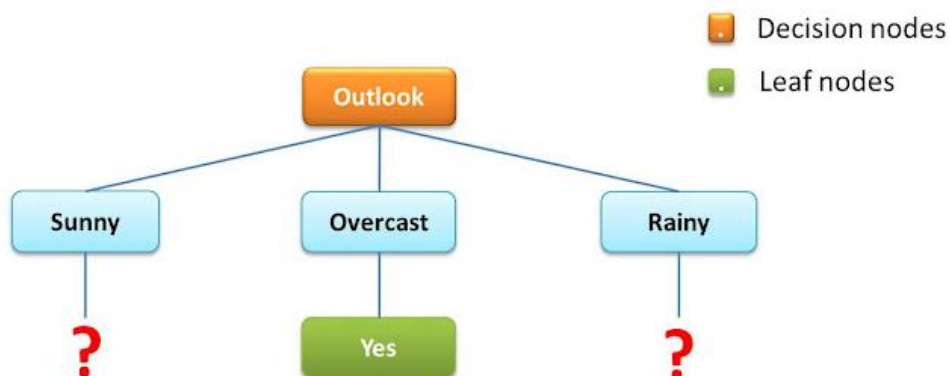 Decision nodes
Leaf nodes
Outlook
Sunny
Overcast
Rainy
?
Yes
?